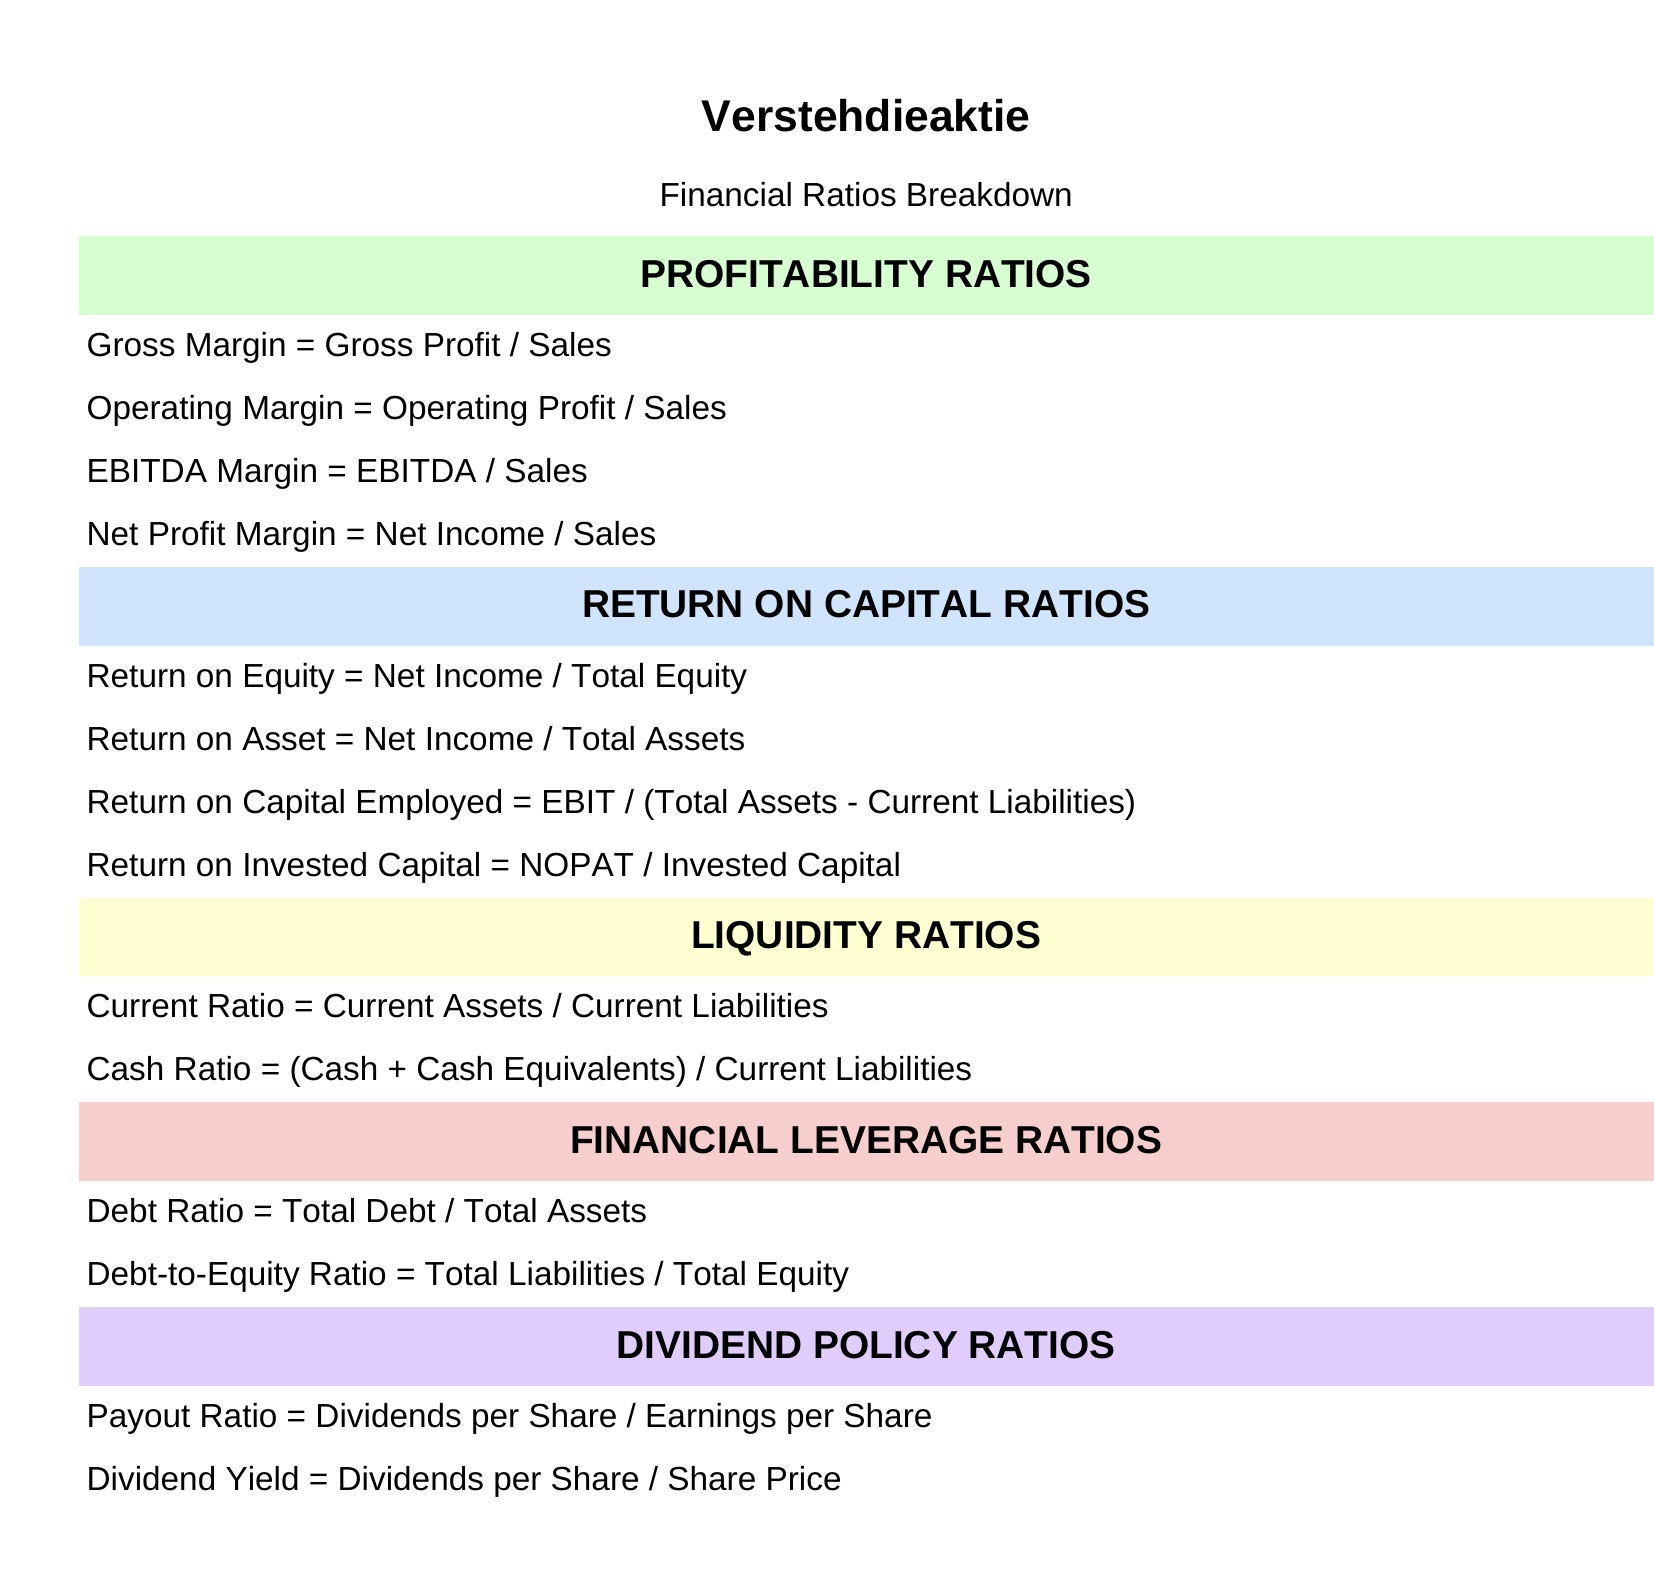 Verstehdieaktie
Financial Ratios Breakdown
PROFITABILITY RATIOS
Gross Margin = Gross Profit / Sales
Operating Margin = Operating Profit / Sales
EBITDA Margin = EBITDA / Sales
Net Profit Margin = Net Income / Sales
RETURN ON CAPITAL RATIOS
Return on Equity = Net Income / Total Equity
Return on Asset = Net Income / Total Assets
Return on Capital Employed = EBIT / (Total Assets - Current Liabilities)
Return on Invested Capital = NOPAT / Invested Capital
LIQUIDITY RATIOS
Current Ratio = Current Assets / Current Liabilities
Cash Ratio = (Cash + Cash Equivalents) / Current Liabilities
FINANCIAL LEVERAGE RATIOS
Debt Ratio = Total Debt / Total Assets
Debt-to-Equity Ratio = Total Liabilities / Total Equity
DIVIDEND POLICY RATIOS
Payout Ratio = Dividends per Share / Earnings per Share
Dividend Yield = Dividends per Share / Share Price